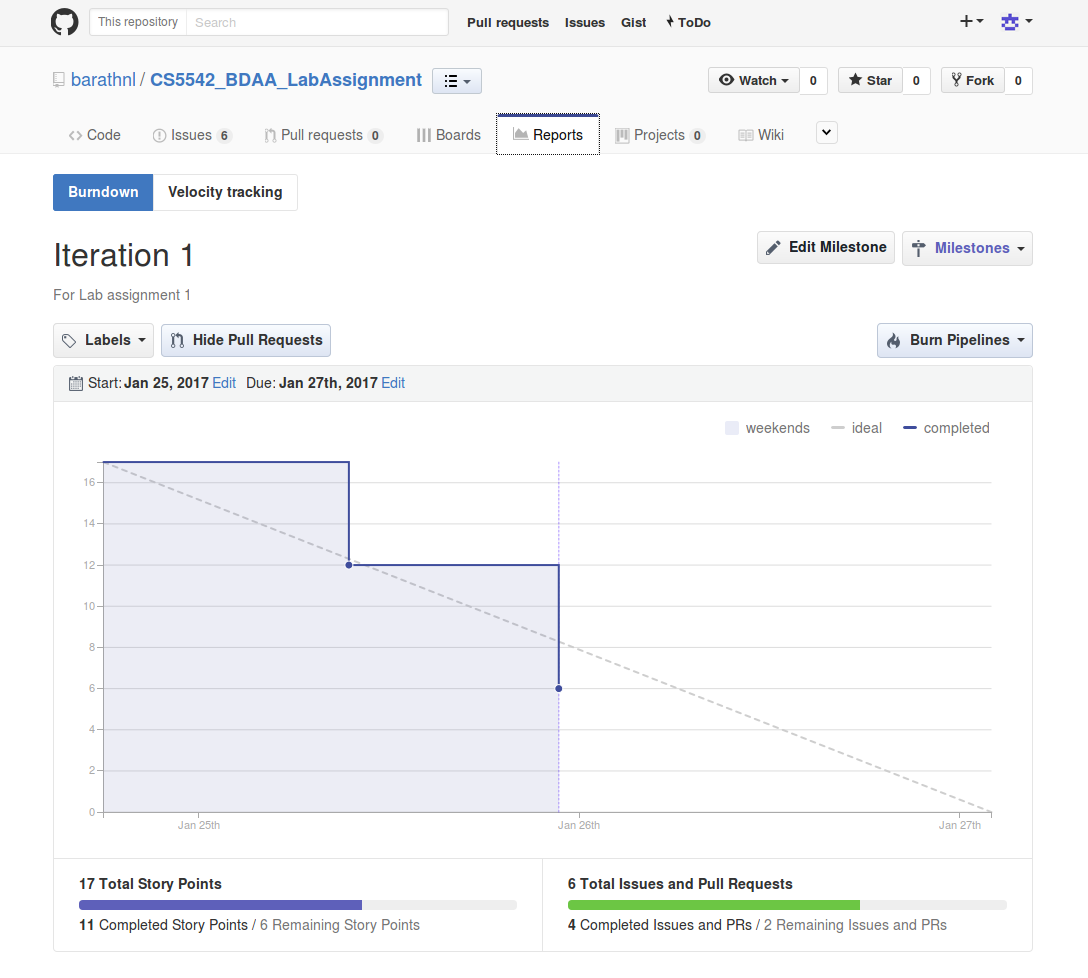 This repository Search Pull requests Issues Gist ToDo
barathnl / CS5542_BDAA_LabAssignment Watch 0 Star 0 Fork 0
Code Issues 6 Pull requests 0 Boards Reports Projects 0 Wiki
Burndown Velocity tracking
Iteration 1 Edit Milestone Milestones
For Lab assignment 1
Labels Hide Pull Requests Burn Pipelines
Start: Jan 25, 2017 Edit Due: Jan 27th, 2017 Edit
weekends ideal completed
16
14
12
10
8
6
4
2
0
Jan 25th Jan 26th Jan 27th
17 Total Story Points
11 Completed Story Points / 6 Remaining Story Points
6 Total Issues and Pull Requests
4 Completed Issues and PRs / 2 Remaining Issues and PRs